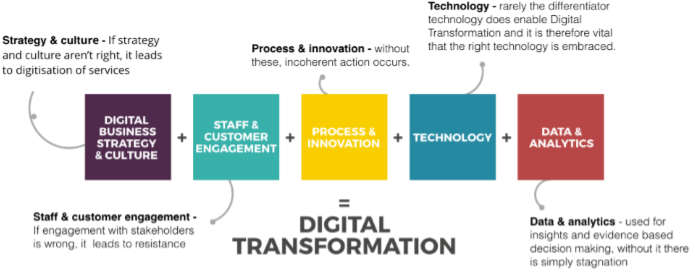 Technology - rarely the differentiator
technology does enable Digital
Transformation and it is therefore vital
that the right technology is embraced.
Strategy & culture - If strategy
and culture aren't right, it leads
to digitisation of services
Process & innovation - without
these, incoherent action occurs.
DIGITAL
BUSINESS
STRATEGY
& CULTURE
+
STAFF &
CUSTOMER
ENGAGEMENT
+
PROCESS &
INNOVATION
+
TECHNOLOGY
+
DATA &
ANALYTICS
=
DIGITAL
TRANSFORMATION
Staff & customer engagement -
If engagement with stakeholders
is wrong, it leads to resistance
Data & analytics - used for
insights and evidence based
decision making, without it there
is simply stagnation